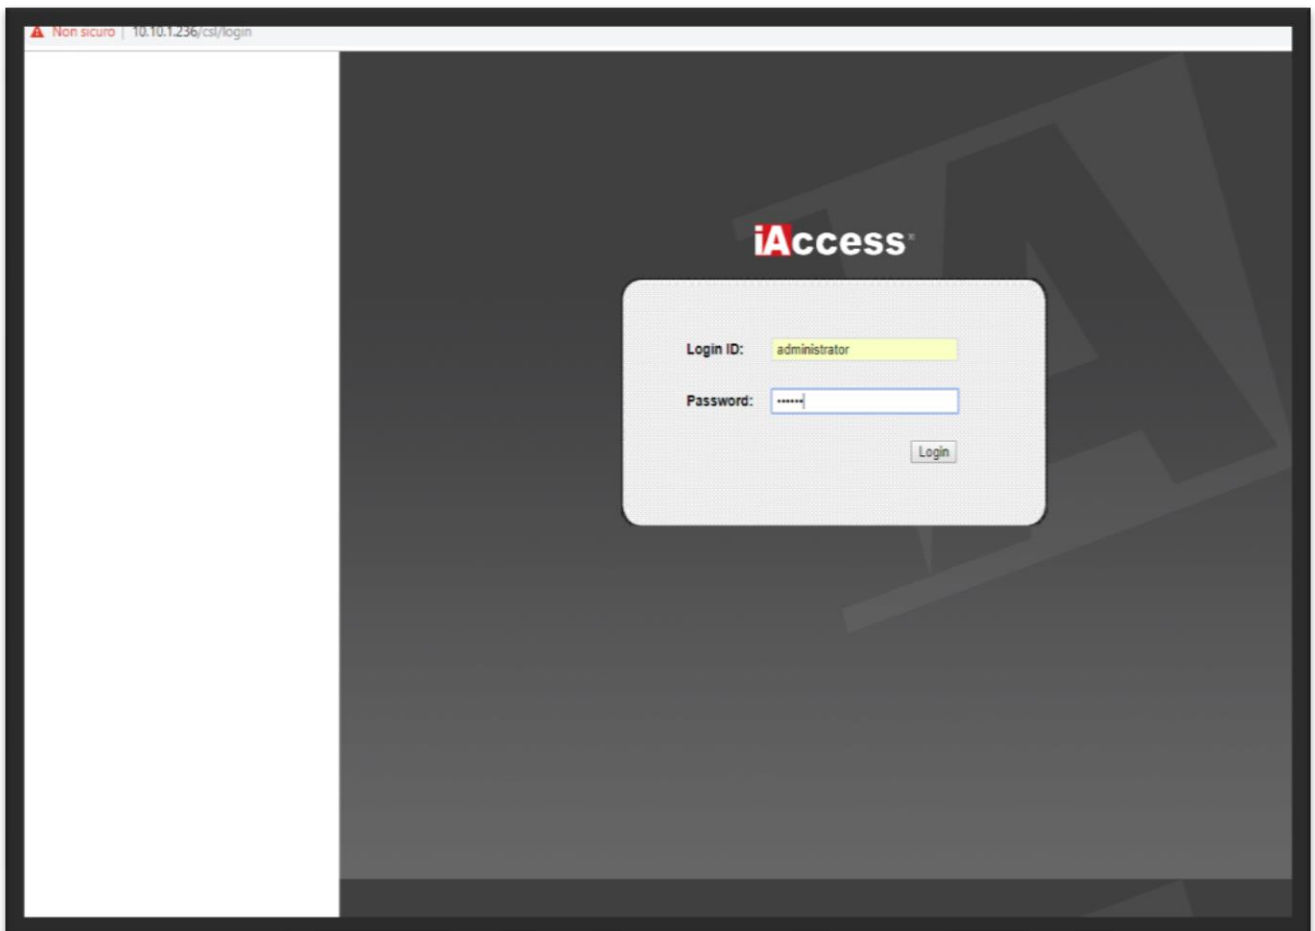 Non sicuro | 10.10.1.236/csl/login
iAccess
Login ID: administrator
Password: ••••••
Login